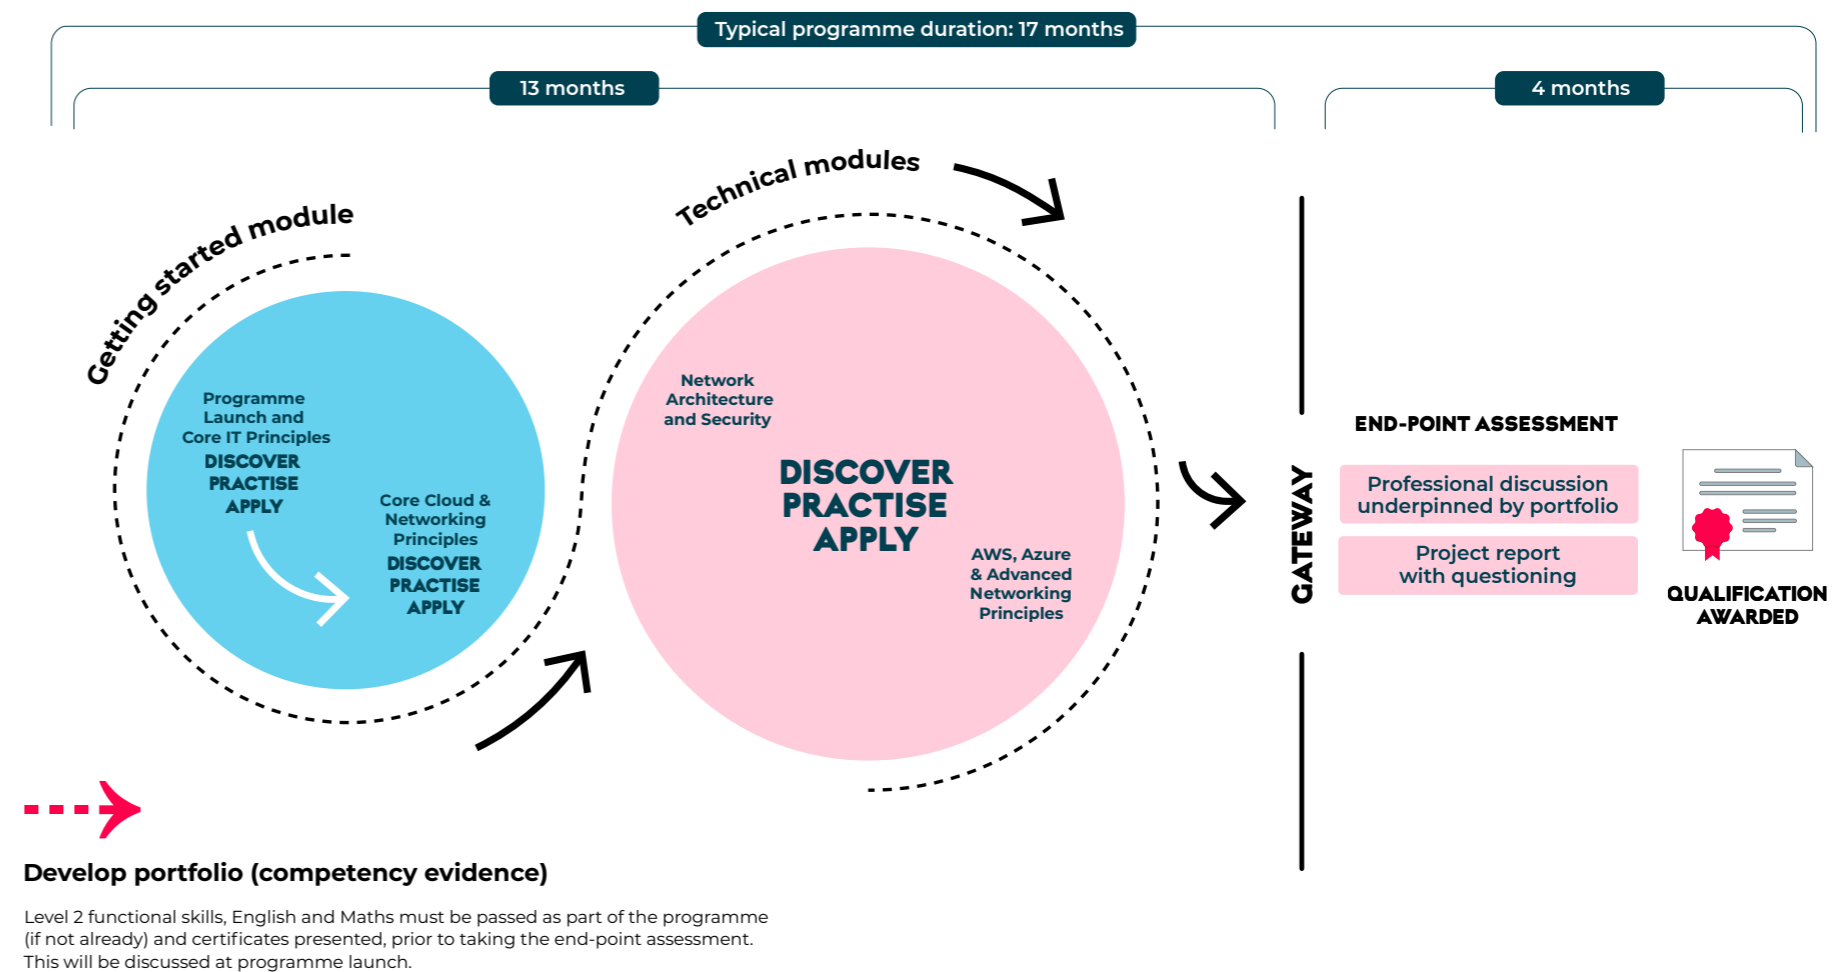 Typical programme duration: 17 months
13 months
4 months
Getting started module
Technical modules
Programme
Launch and
Core IT Principles
DISCOVER
PRACTISE
APPLY
Core Cloud &
Networking
Principles
DISCOVER
PRACTISE
APPLY
Network
Architecture
and Security
DISCOVER
PRACTISE
APPLY
AWS, Azure
& Advanced
Networking
Principles
GATEWAY
END-POINT ASSESSMENT
Professional discussion
underpinned by portfolio
Project report
with questioning
QUALIFICATION
AWARDED
Develop portfolio (competency evidence)
Level 2 functional skills, English and Maths must be passed as part of the programme
(if not already) and certificates presented, prior to taking the end-point assessment.
This will be discussed at programme launch.